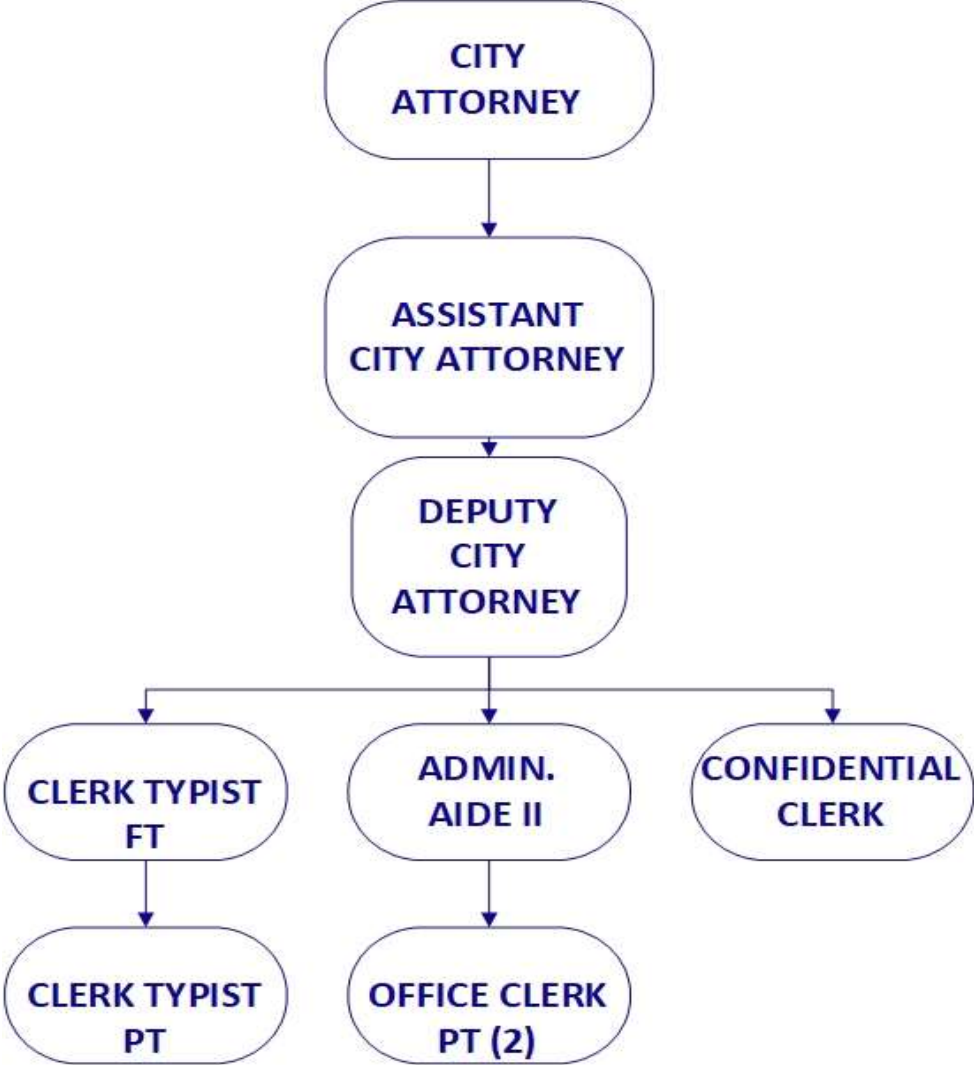 CITY
ATTORNEY
ASSISTANT
CITY ATTORNEY
DEPUTY
CITY
ATTORNEY
CLERK TYPIST
FT
ADMIN.
AIDE II
CONFIDENTIAL
CLERK
CLERK TYPIST
PT
OFFICE CLERK
PT (2)